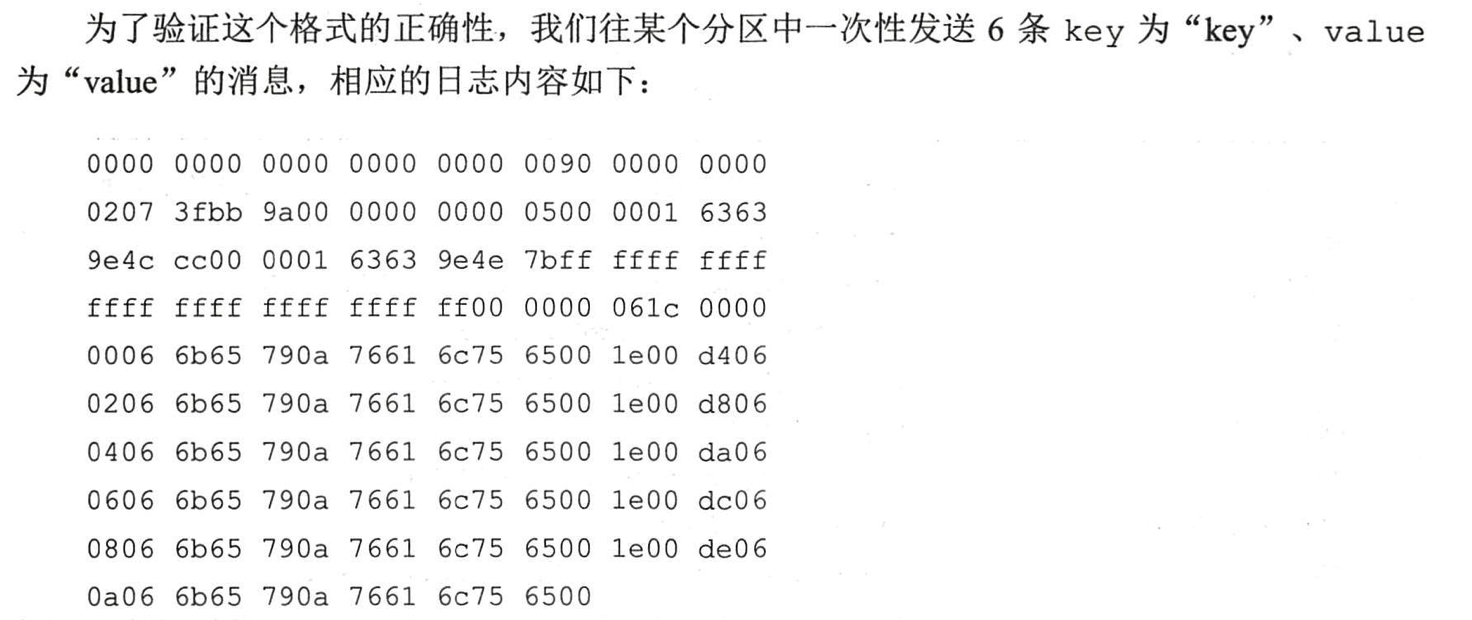 为了验证这个格式的正确性，我们往某个分区中一次性发送 6 条 key 为“key”、value
为“value”的消息，相应的日志内容如下：
0000 0000 0000 0000 0000 0090 0000 0000
0207 3fbb 9a00 0000 0000 0500 0001 6363
9e4c cc00 0001 6363 9e4e 7bff ffff ffff
ffff ffff ffff ffff ff00 0000 061c 0000
0006 6b65 790a 7661 6c75 6500 1e00 d406
0206 6b65 790a 7661 6c75 6500 1e00 d806
0406 6b65 790a 7661 6c75 6500 1e00 da06
0606 6b65 790a 7661 6c75 6500 1e00 dc06
0806 6b65 790a 7661 6c75 6500 1e00 de06
0a06 6b65 790a 7661 6c75 6500